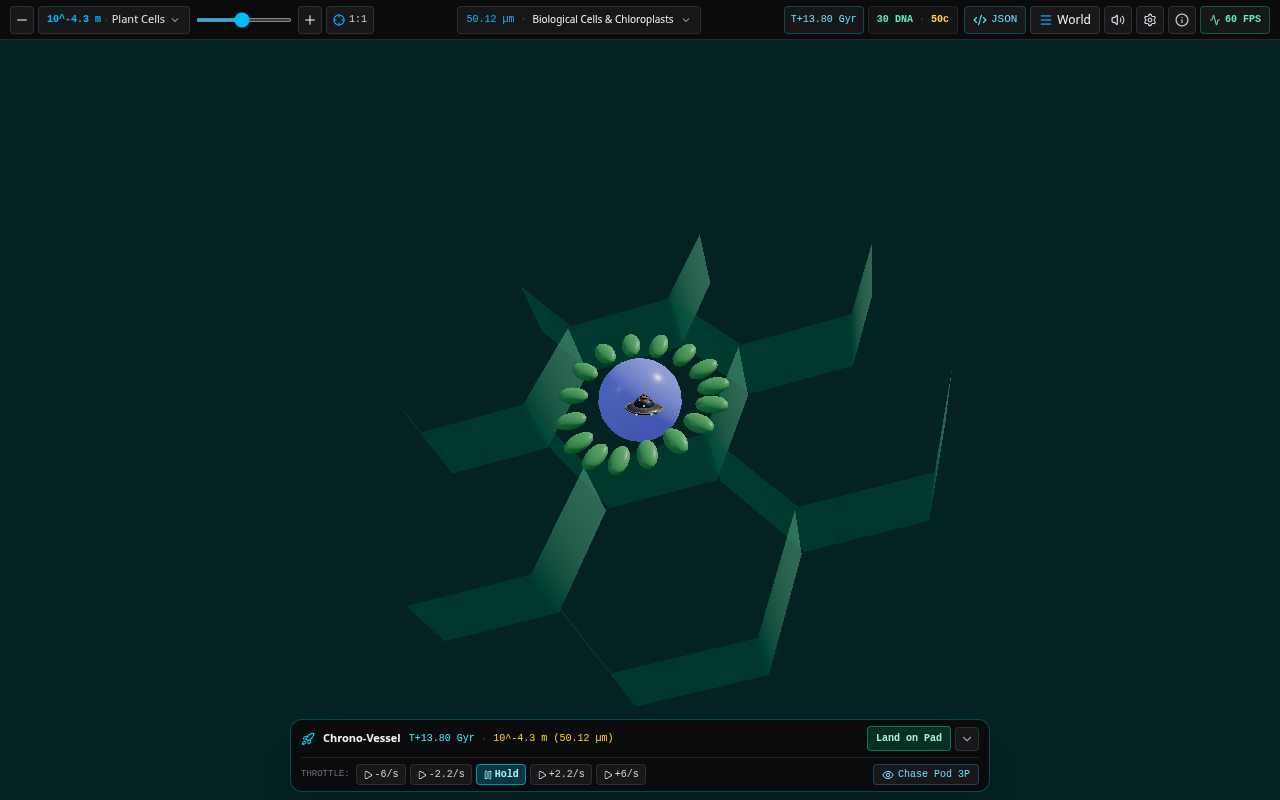 10^-4.3 m · Plant Cells
1:1
50.12 µm · Biological Cells & Chloroplasts
T+13.80 Gyr
30 DNA · 50c
JSON
World
60 FPS
Chrono-Vessel T+13.80 Gyr · 10^-4.3 m (50.12 µm)
Land on Pad
THROTTLE: -6/s -2.2/s Hold +2.2/s +6/s
Chase Pod 3P